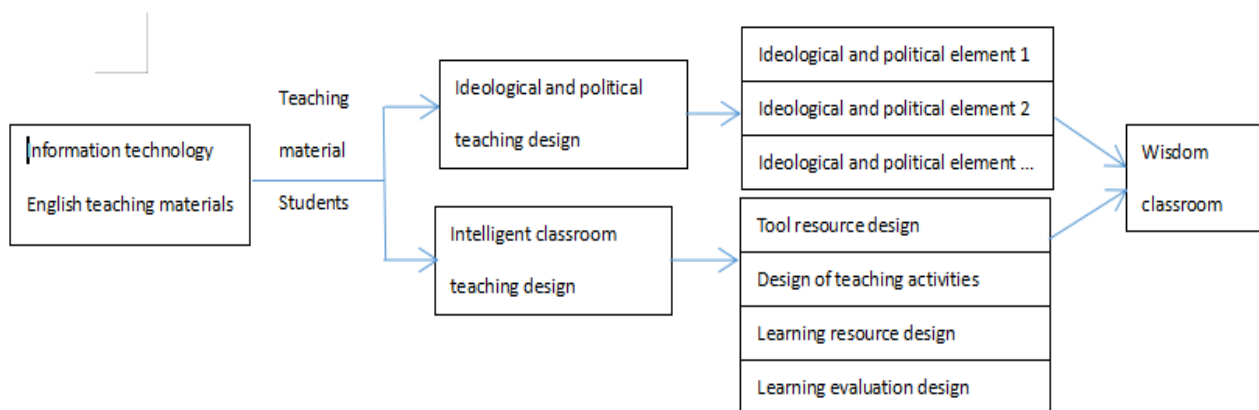 Information technology
English teaching materials
Teaching
material
Students
Ideological and political
teaching design
Intelligent classroom
teaching design
Ideological and political element 1
Ideological and political element 2
Ideological and political element ...
Tool resource design
Design of teaching activities
Learning resource design
Learning evaluation design
Wisdom
classroom